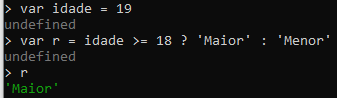 > var idade = 19
undefined
> var r = idade >= 18 ? 'Maior' : 'Menor'
undefined
> r
'Maior'